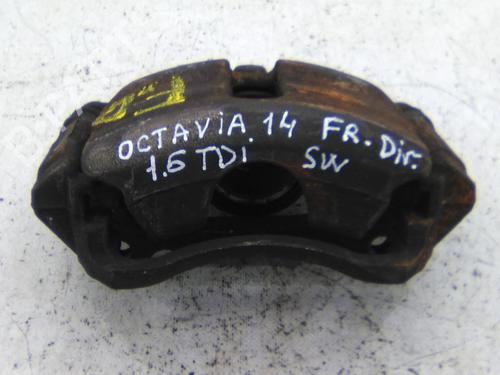 OCTAVIA 14 FR. Dir.
1.6 TDi SW